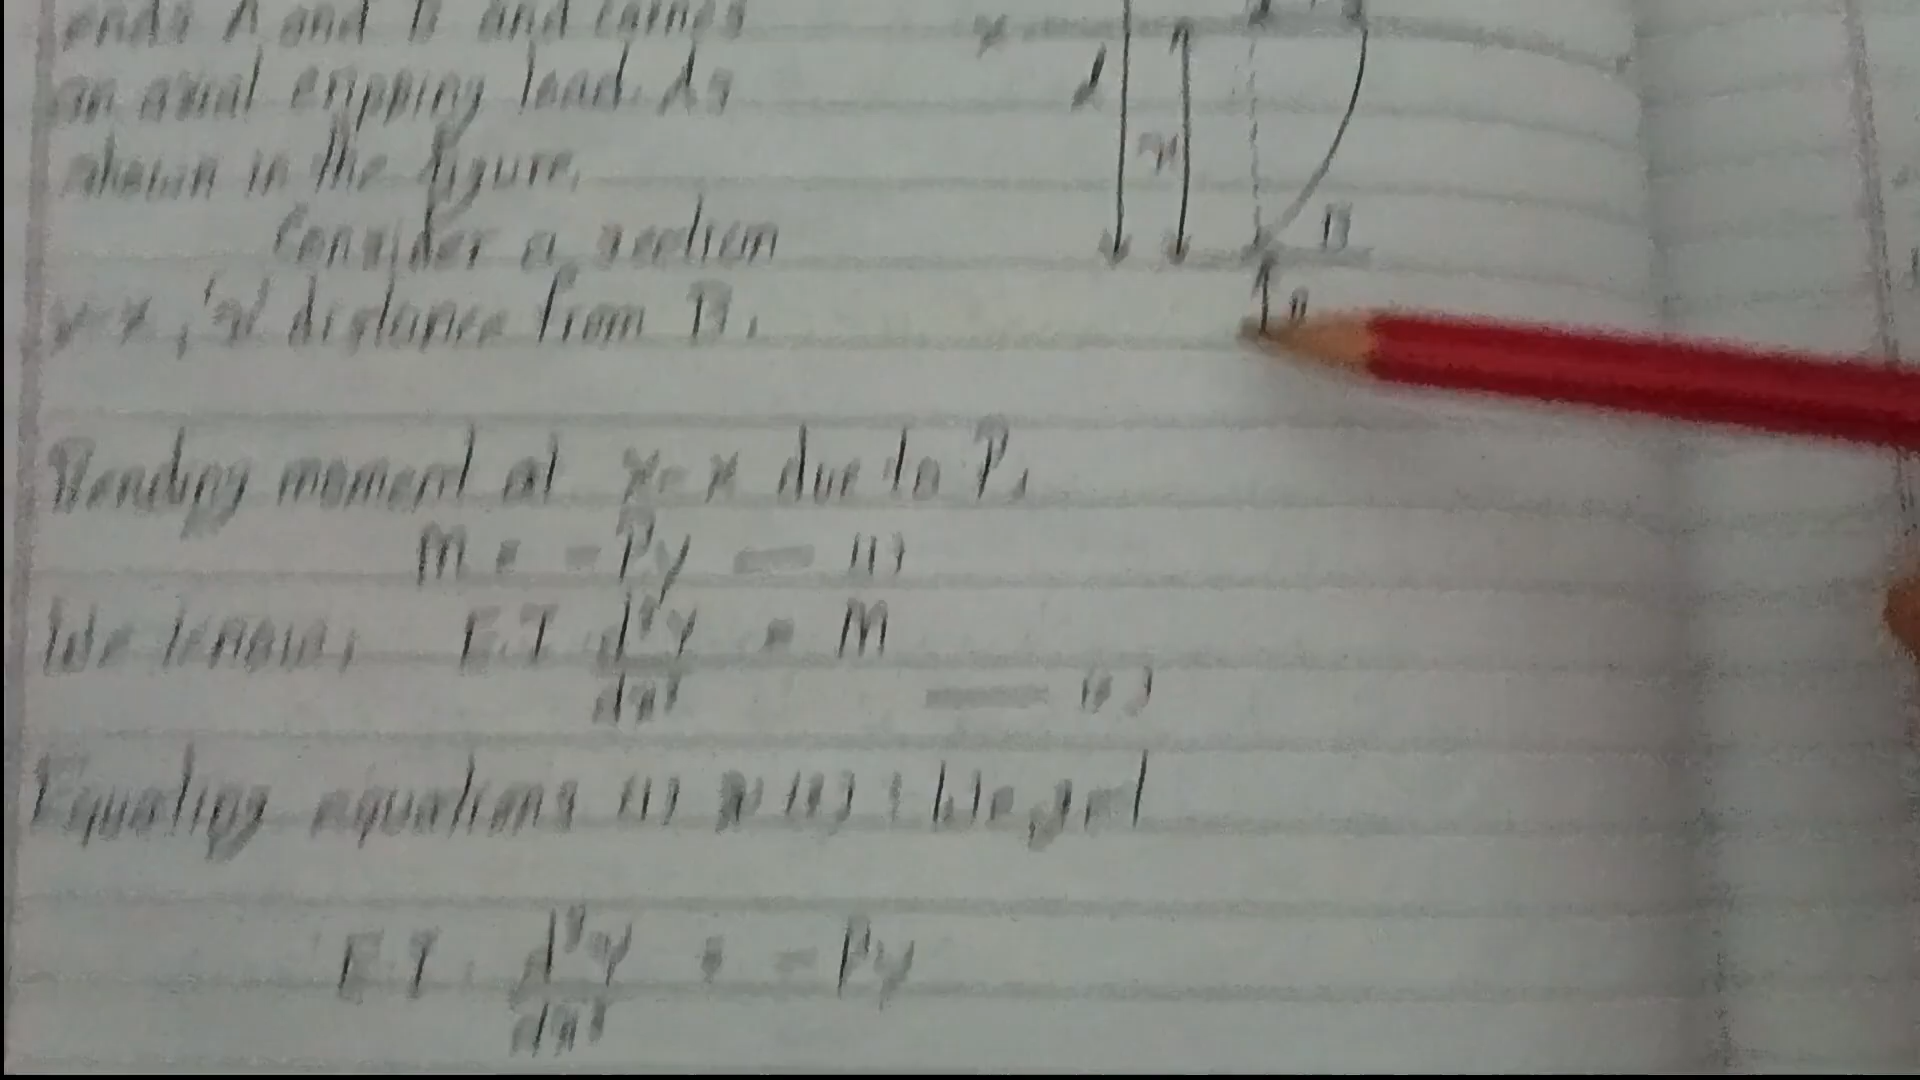 ends A and B and carries
an axial crippling load. As
shown in the figure.
Consider a section
x-x, 'x' distance from B.
x
l
x
B
P
Bending moment at x-x due to P,
M = - Py — (1)
We know, E.I d²y/dx² = M — (2)
Equating equations (1) & (2) : We get
E.I. d²y/dx² = - Py